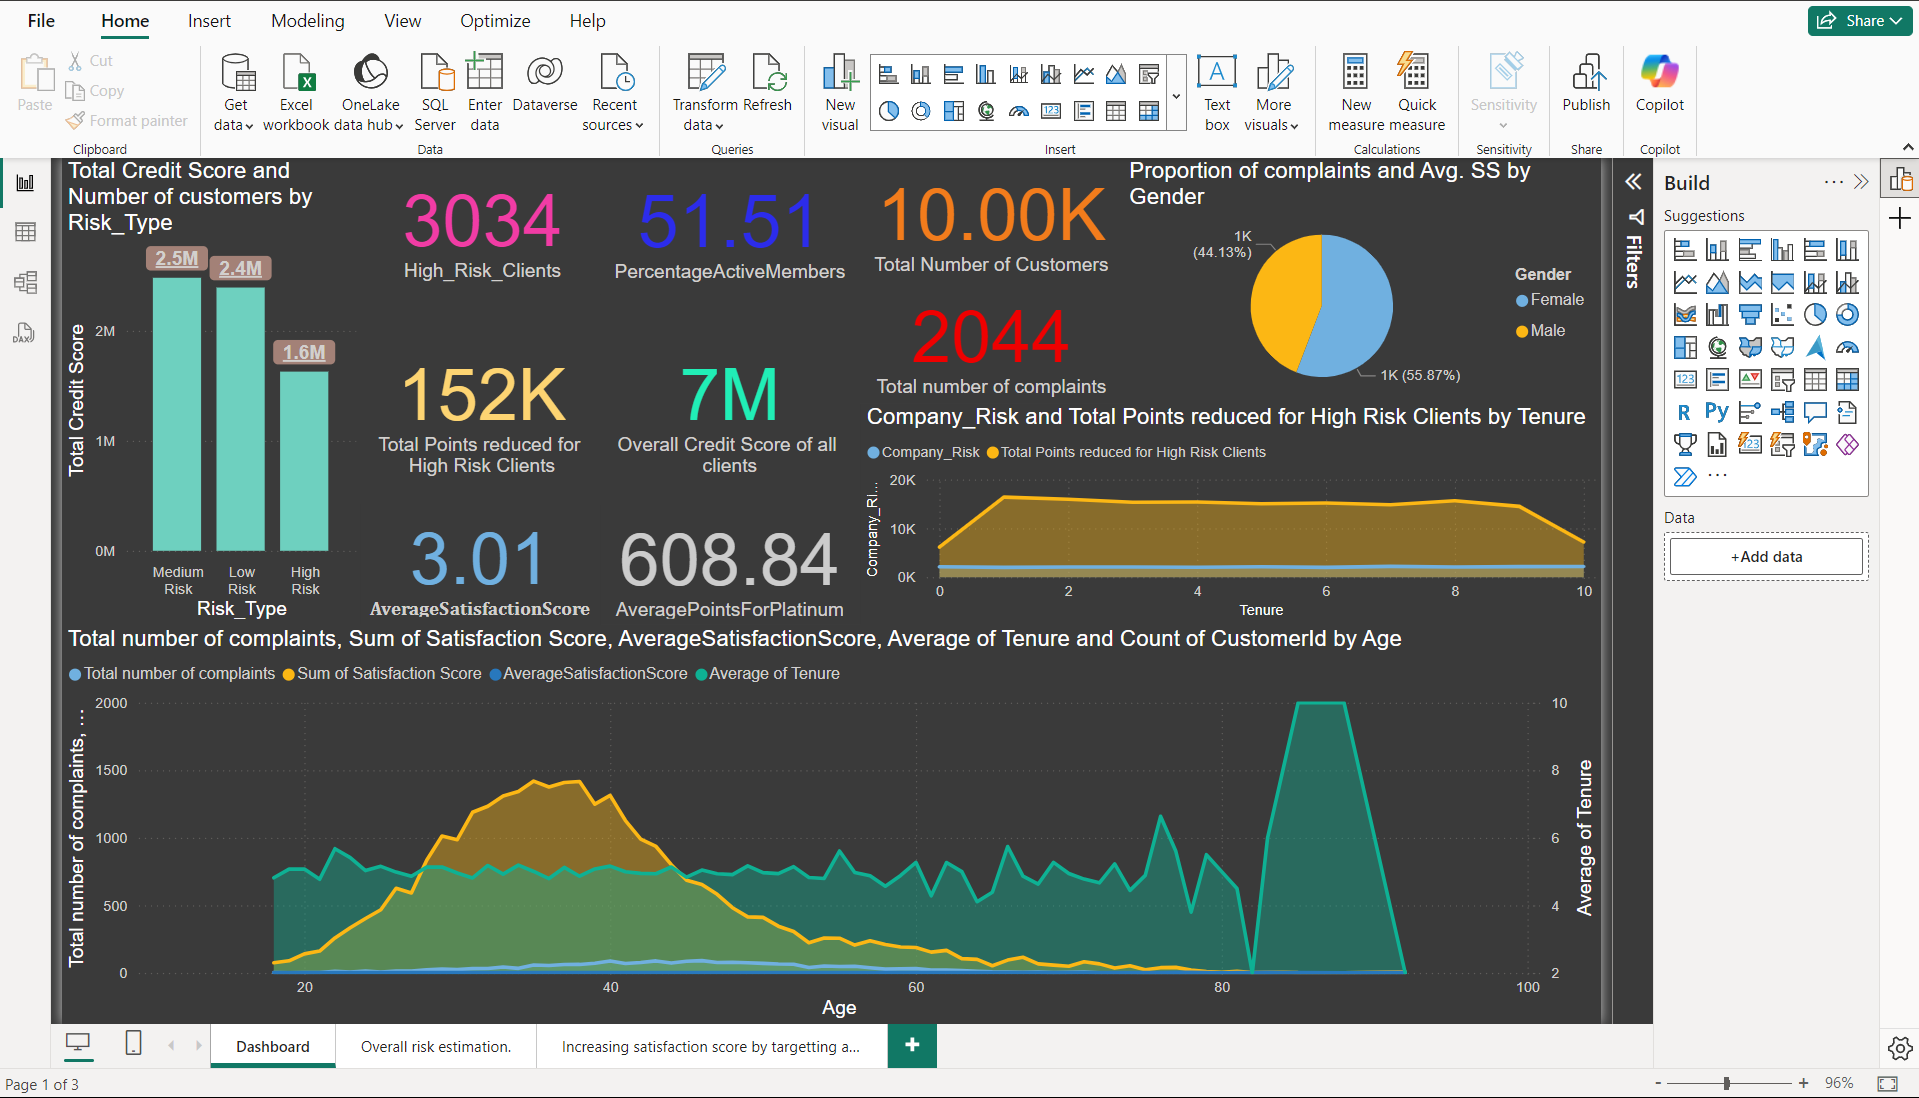 File
Home
Insert
Modeling
View
Optimize
Help
Share
Paste
Cut
Copy
Format painter
Clipboard
Get
data
Excel
workbook
OneLake
data hub
SQL
Server
Enter
data
Dataverse
Recent
sources
Data
Transform
data
Refresh
Queries
New
visual
123
Insert
A
Text
box
More
visuals
New
measure
Quick
measure
Calculations
Sensitivity
Sensitivity
Publish
Share
Copilot
Copilot
DAX
Total Credit Score and
Number of customers by
Risk_Type
2.5M
2.4M
1.6M
2M
1M
0M
Total Credit Score
Medium
Risk
Low
Risk
High
Risk
Risk_Type
3034
High_Risk_Clients
51.51
PercentageActiveMembers
10.00K
Total Number of Customers
2044
Total number of complaints
152K
Total Points reduced for
High Risk Clients
7M
Overall Credit Score of all
clients
3.01
AverageSatisfactionScore
608.84
AveragePointsForPlatinum
Proportion of complaints and Avg. SS by
Gender
1K
(44.13%)
1K (55.87%)
Gender
Female
Male
Company_Risk and Total Points reduced for High Risk Clients by Tenure
Company_Risk
Total Points reduced for High Risk Clients
20K
10K
0K
Company_Ri...
0
2
4
6
8
10
Tenure
Total number of complaints, Sum of Satisfaction Score, AverageSatisfactionScore, Average of Tenure and Count of CustomerId by Age
Total number of complaints
Sum of Satisfaction Score
AverageSatisfactionScore
Average of Tenure
2000
1500
1000
500
0
Total number of complaints, ...
10
8
6
4
2
Average of Tenure
20
40
60
80
100
Age
Filters
Build
...
Suggestions
123
R
Py
123
...
Data
+Add data
Dashboard
Overall risk estimation.
Increasing satisfaction score by targetting a...
+
Page 1 of 3
-
+
96%